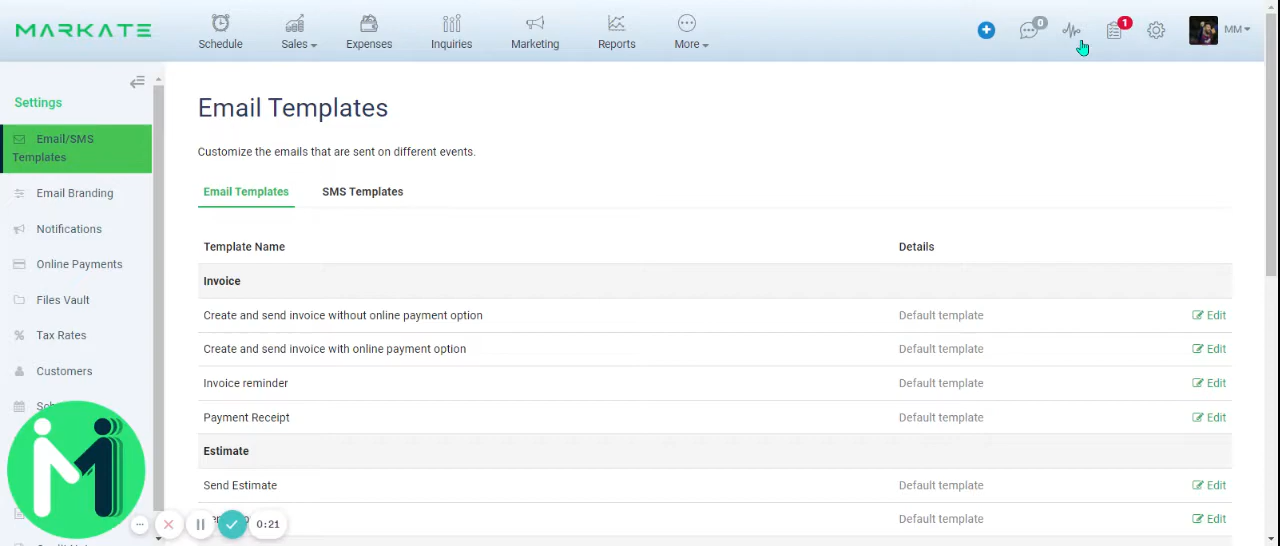 MARKATE
Schedule
Sales
Expenses
Inquiries
Marketing
Reports
More
0
1
MM
Settings
Email/SMS
Templates
Email Branding
Notifications
Online Payments
Files Vault
Tax Rates
Customers
Email Templates
Customize the emails that are sent on different events.
Email Templates
SMS Templates
Template Name
Details
Invoice
Create and send invoice without online payment option
Default template
Edit
Create and send invoice with online payment option
Default template
Edit
Invoice reminder
Default template
Edit
Payment Receipt
Default template
Edit
Estimate
Send Estimate
Default template
Edit
Default template
Edit
0:21